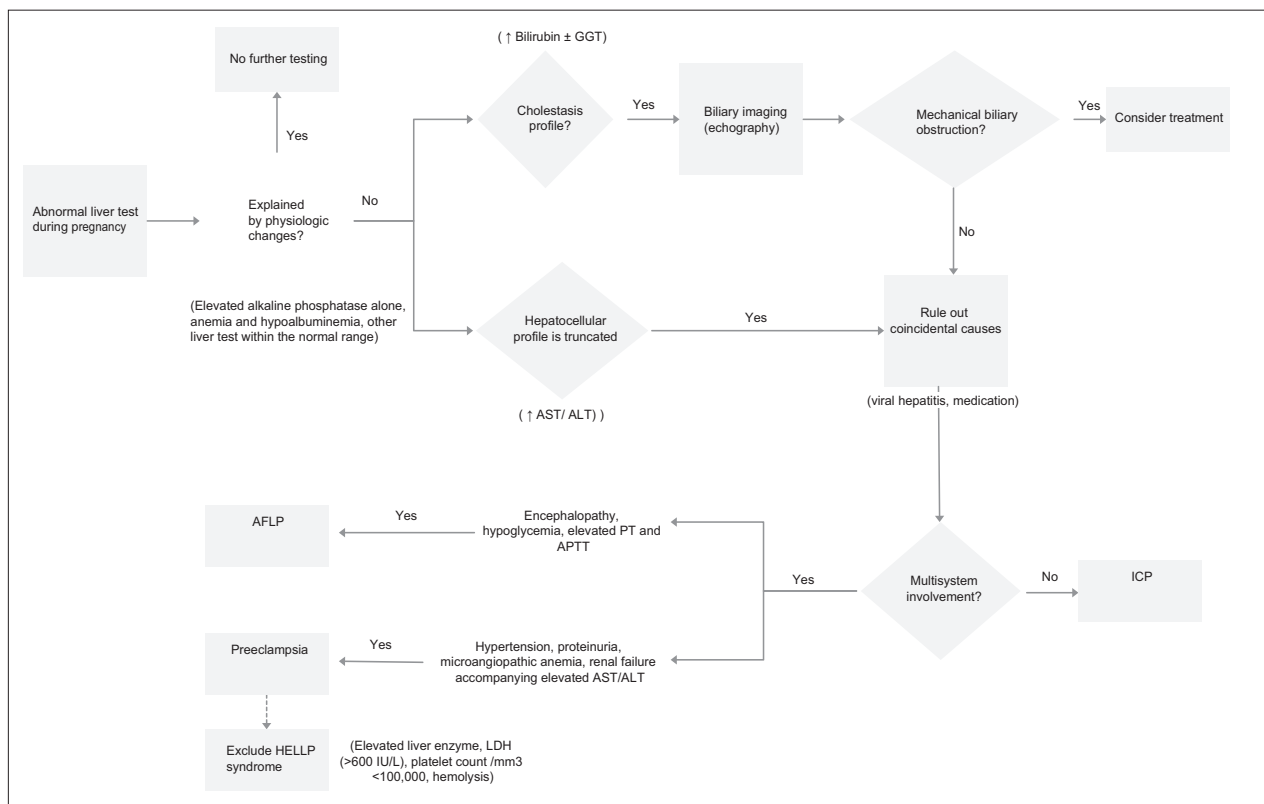 ( ↑ Bilirubin ± GGT)
No further testing
Cholestasis
profile?
Yes
Biliary imaging
(echography)
Mechanical biliary
obstruction?
Yes
Consider treatment
Yes
Abnormal liver test
during pregnancy
Explained
by physiologic
changes?
No
No
(Elevated alkaline phosphatase alone,
anemia and hypoalbuminemia, other
liver test within the normal range)
Hepatocellular
profile is truncated
Yes
Rule out
coincidental causes
( ↑ AST/ ALT) )
(viral hepatitis, medication)
AFLP
Yes
Encephalopathy,
hypoglycemia, elevated PT and
APTT
Yes
Multisystem
involvement?
No
ICP
Preeclampsia
Yes
Hypertension, proteinuria,
microangiopathic anemia, renal failure
accompanying elevated AST/ALT
Exclude HELLP
syndrome
(Elevated liver enzyme, LDH
(>600 IU/L), platelet count /mm3
<100,000, hemolysis)